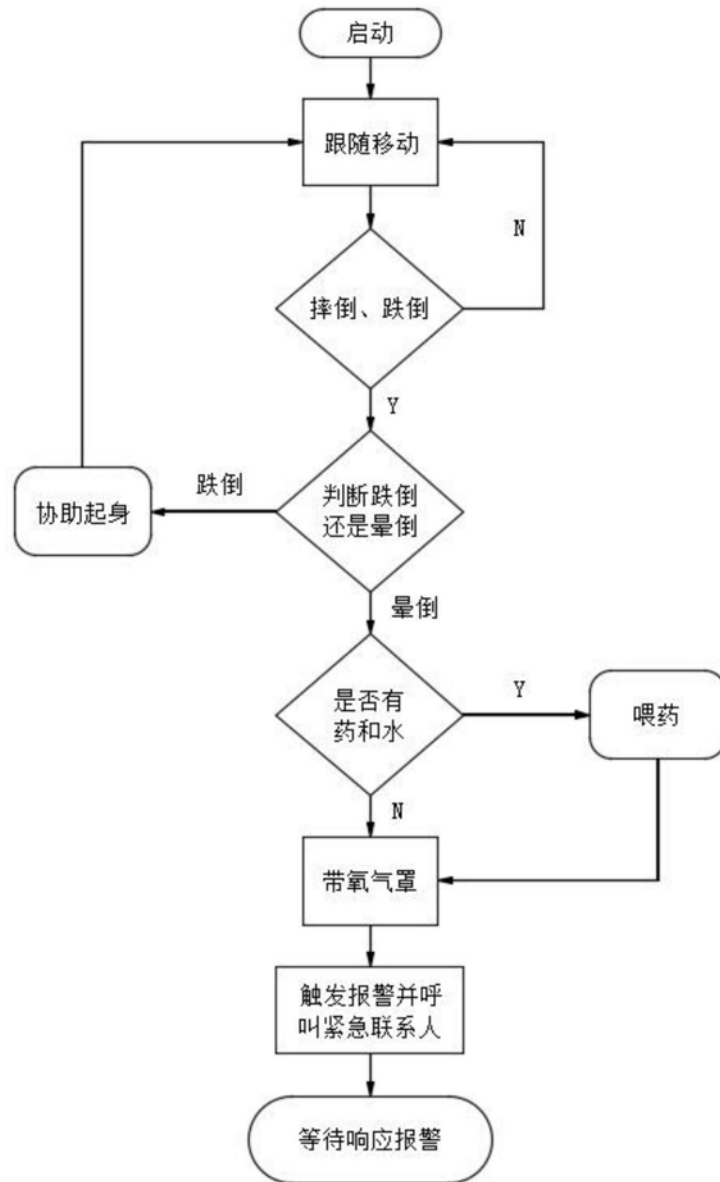 启动
跟随移动
N
摔倒、跌倒
Y
跌倒
判断跌倒
还是晕倒
协助起身
晕倒
Y
是否有
药和水
喂药
N
带氧气罩
触发报警并呼
叫紧急联系人
等待响应报警